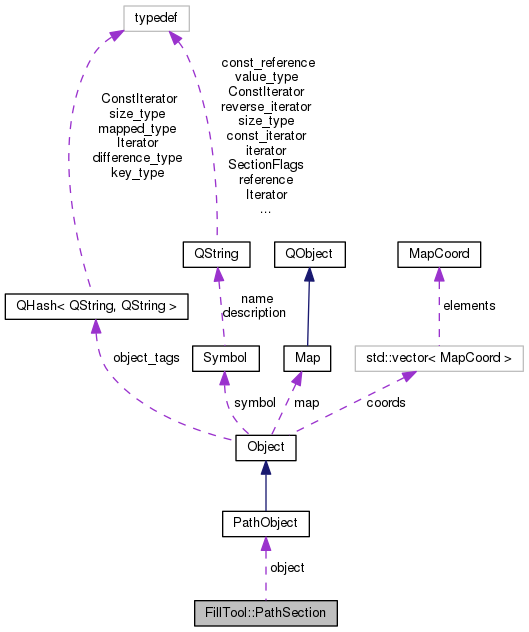 typedef
const_reference
value_type
ConstIterator
reverse_iterator
size_type
const_iterator
iterator
SectionFlags
reference
Iterator
...
ConstIterator
size_type
mapped_type
Iterator
difference_type
key_type
QString
QObject
MapCoord
QHash< QString, QString >
name
description
elements
object_tags
Symbol
Map
std::vector< MapCoord >
symbol
map
coords
Object
PathObject
object
FillTool::PathSection